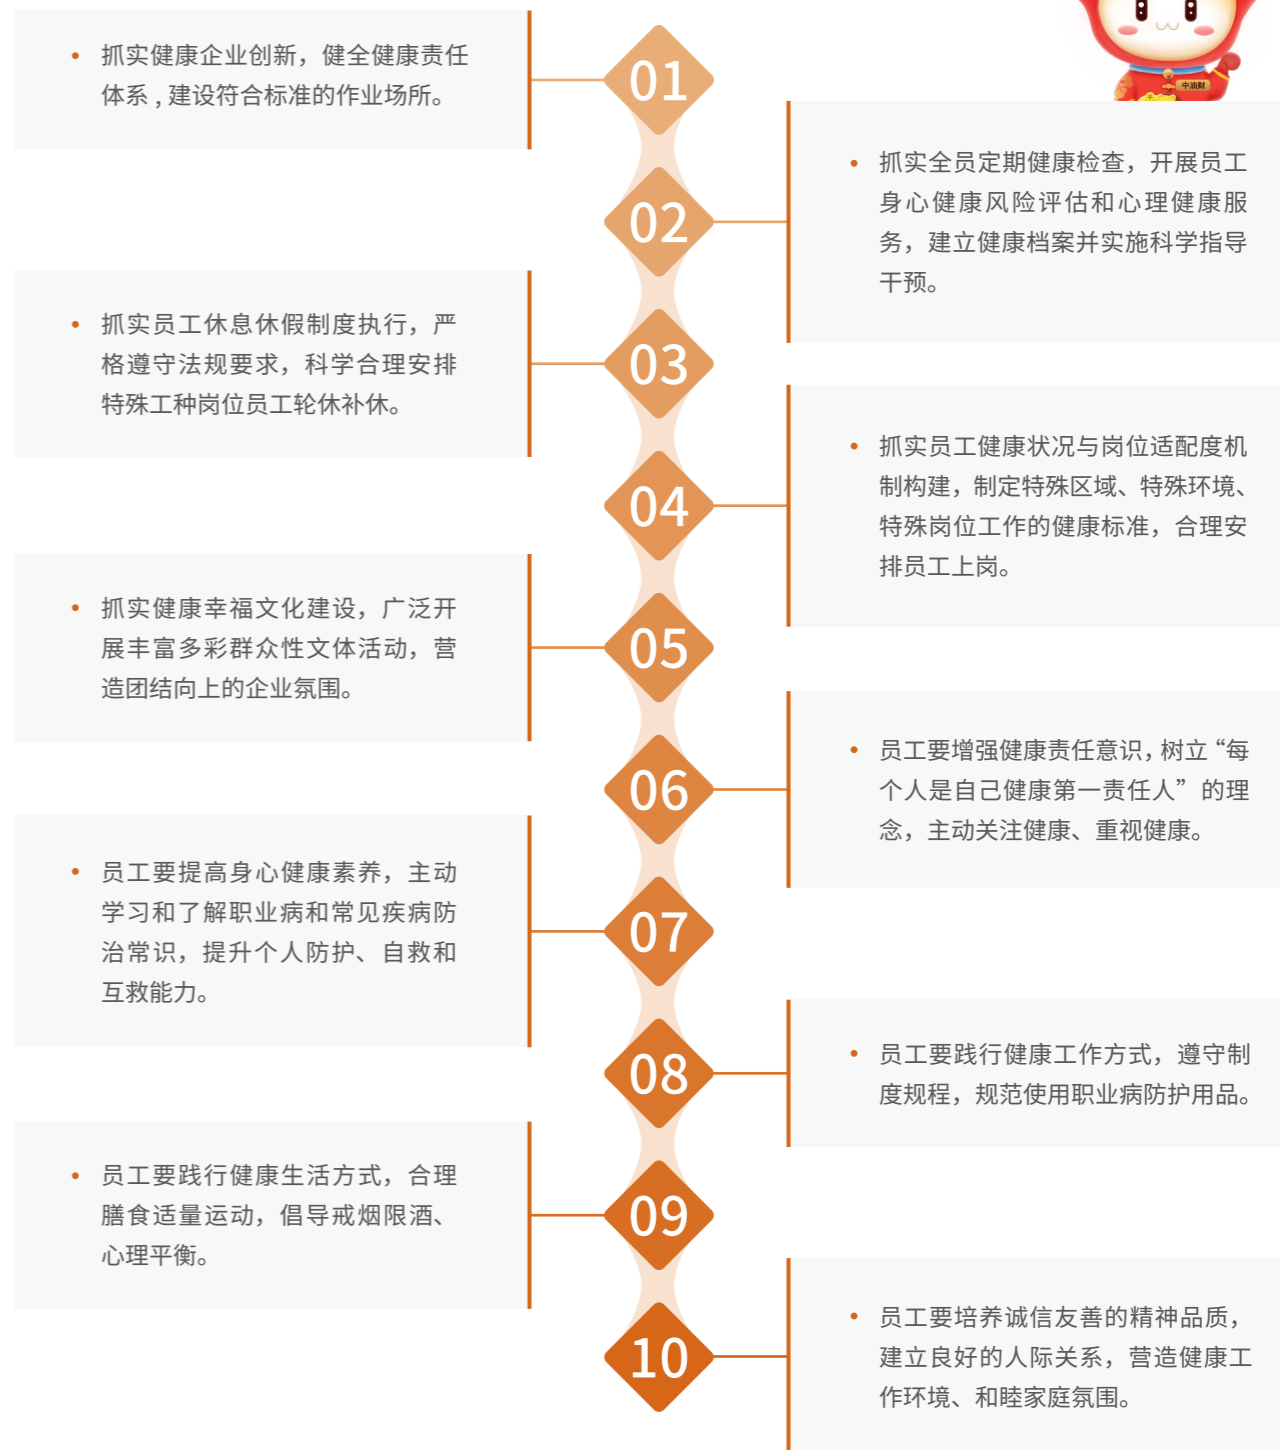 中油财
01
抓实健康企业创新，健全健康责任
体系 , 建设符合标准的作业场所。
02
抓实全员定期健康检查，开展员工
身心健康风险评估和心理健康服
务，建立健康档案并实施科学指导
干预。
03
抓实员工休息休假制度执行，严
格遵守法规要求，科学合理安排
特殊工种岗位员工轮休补休。
04
抓实员工健康状况与岗位适配度机
制构建，制定特殊区域、特殊环境、
特殊岗位工作的健康标准，合理安
排员工上岗。
05
抓实健康幸福文化建设，广泛开
展丰富多彩群众性文体活动，营
造团结向上的企业氛围。
06
员工要增强健康责任意识，树立“每
个人是自己健康第一责任人”的理
念，主动关注健康、重视健康。
07
员工要提高身心健康素养，主动
学习和了解职业病和常见疾病防
治常识，提升个人防护、自救和
互救能力。
08
员工要践行健康工作方式，遵守制
度规程，规范使用职业病防护用品。
09
员工要践行健康生活方式，合理
膳食适量运动，倡导戒烟限酒、
心理平衡。
10
员工要培养诚信友善的精神品质，
建立良好的人际关系，营造健康工
作环境、和睦家庭氛围。